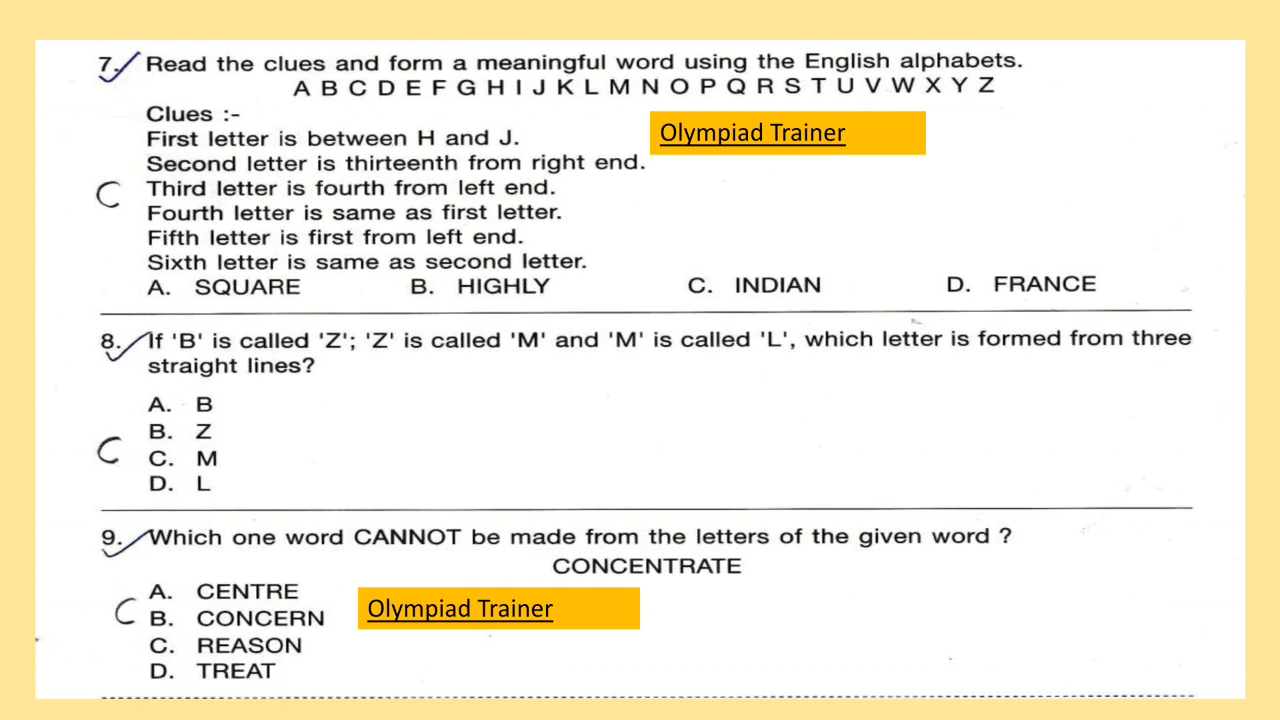 7. Read the clues and form a meaningful word using the English alphabets.
A B C D E F G H I J K L M N O P Q R S T U V W X Y Z
Clues :-
First letter is between H and J.
Olympiad Trainer
Second letter is thirteenth from right end.
C Third letter is fourth from left end.
Fourth letter is same as first letter.
Fifth letter is first from left end.
Sixth letter is same as second letter.
A. SQUARE B. HIGHLY C. INDIAN D. FRANCE
8. If 'B' is called 'Z'; 'Z' is called 'M' and 'M' is called 'L', which letter is formed from three
straight lines?
A. B
B. Z
C C. M
D. L
9. Which one word CANNOT be made from the letters of the given word ?
CONCENTRATE
A. CENTRE
C B. CONCERN
Olympiad Trainer
C. REASON
D. TREAT